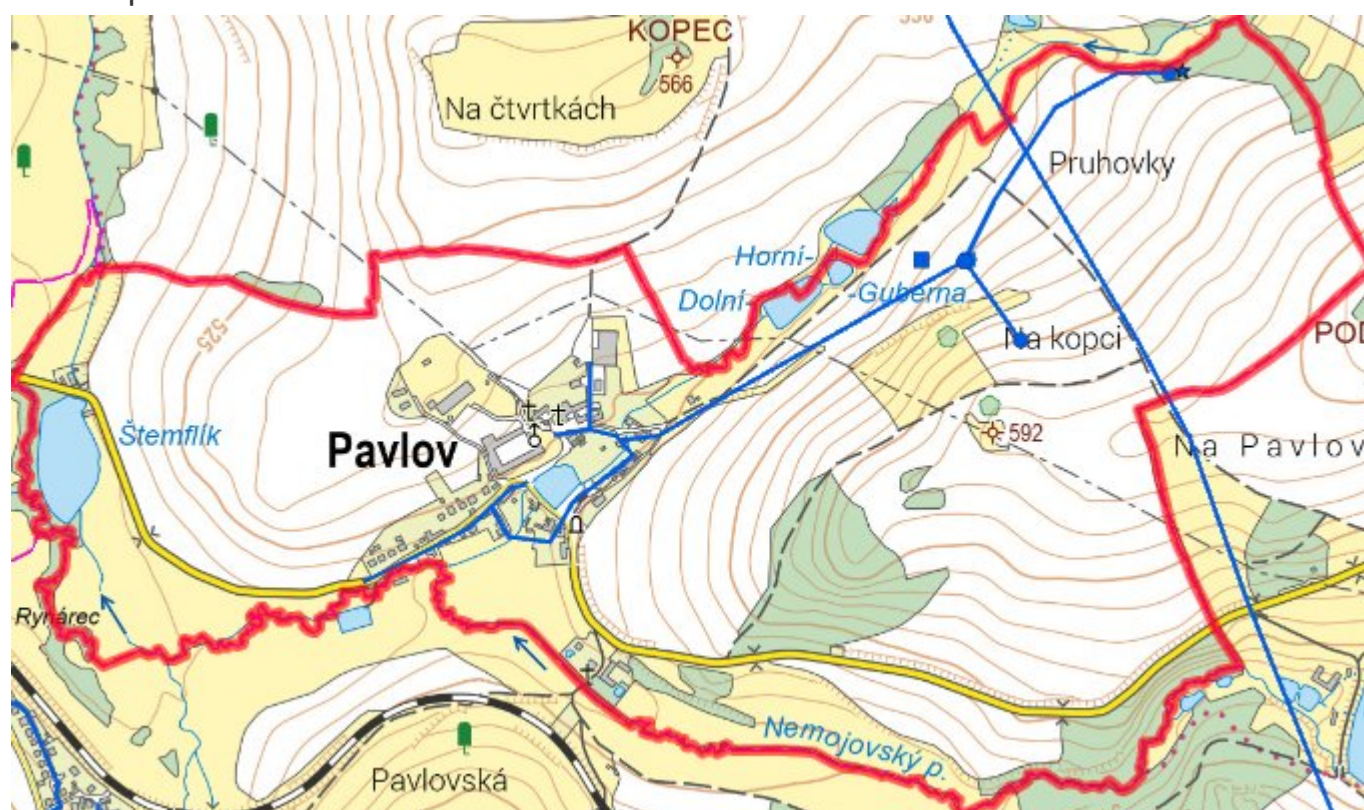 KOPEC
566
Na čtvrtkách
Pruhovky
Horní-
Dolní-
-Guberna
Na kopci
525
Štemflík
Pavlov
592
Na Pavlov
Rynárec
Nemojovský p.
Pavlovská